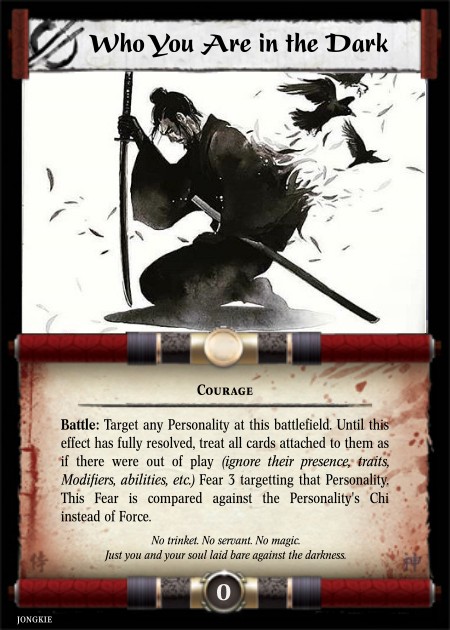 Who You Are in the Dark
COURAGE
Battle: Target any Personality at this battlefield. Until this
effect has fully resolved, treat all cards attached to them as
if there were out of play (ignore their presence, traits,
Modifiers, abilities, etc.) Fear 3 targetting that Personality.
This Fear is compared against the Personality's Chi
instead of Force.
No trinket. No servant. No magic.
Just you and your soul laid bare against the darkness.
侍
0
JONGKIE